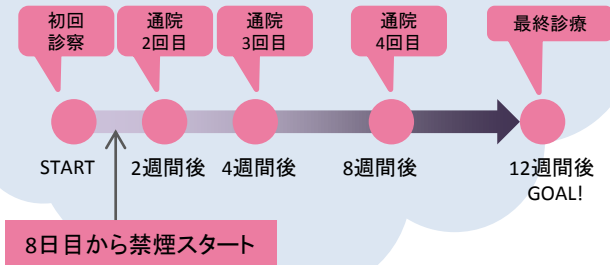 初回
診察
通院
2回目
通院
3回目
通院
4回目
最終診療
START
2週間後
4週間後
8週間後
12週間後
GOAL!
8日目から禁煙スタート